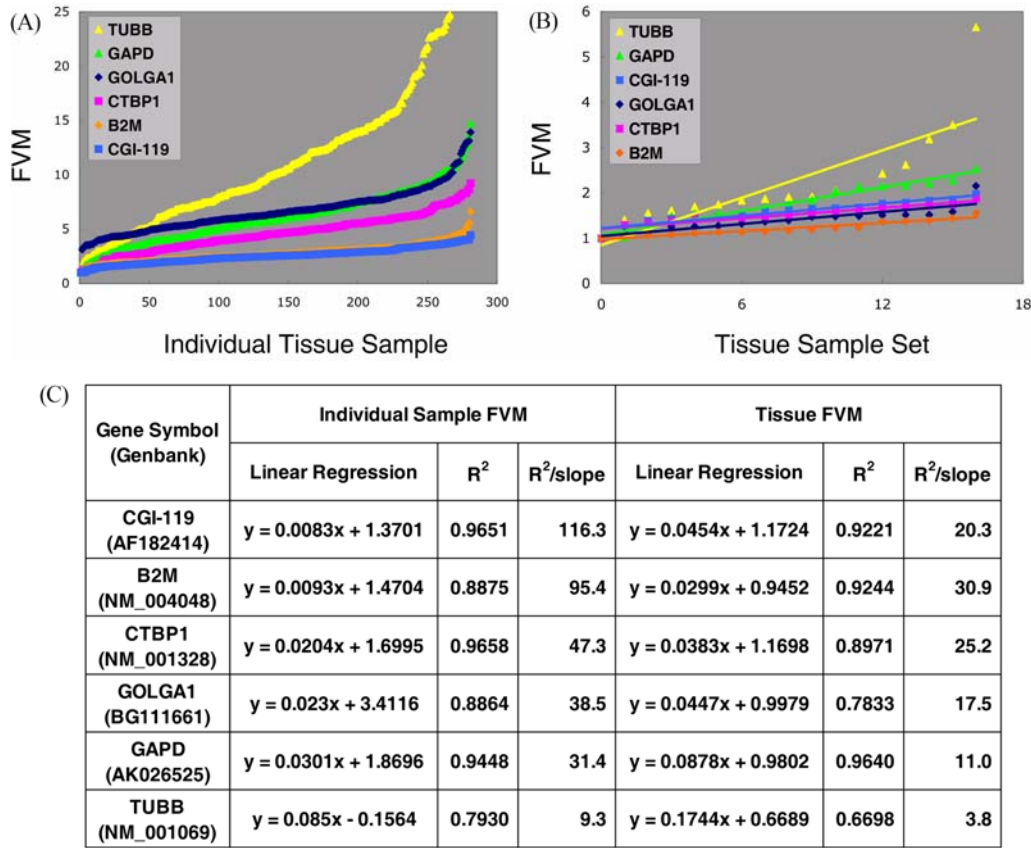 (A)
25
20
15
10
5
0
FVM
TUBB
GAPD
GOLGA1
CTBP1
B2M
CGI-119
0 50 100 150 200 250 300
Individual Tissue Sample
(B)
6
5
4
3
2
1
0
FVM
TUBB
GAPD
CGI-119
GOLGA1
CTBP1
B2M
0 6 12 18
Tissue Sample Set
(C)
Gene Symbol (Genbank) Individual Sample FVM Tissue FVM
Linear Regression R² R²/slope Linear Regression R² R²/slope
CGI-119 (AF182414) y = 0.0083x + 1.3701 0.9651 116.3 y = 0.0454x + 1.1724 0.9221 20.3
B2M (NM_004048) y = 0.0093x + 1.4704 0.8875 95.4 y = 0.0299x + 0.9452 0.9244 30.9
CTBP1 (NM_001328) y = 0.0204x + 1.6995 0.9658 47.3 y = 0.0383x + 1.1698 0.8971 25.2
GOLGA1 (BG111661) y = 0.023x + 3.4116 0.8864 38.5 y = 0.0447x + 0.9979 0.7833 17.5
GAPD (AK026525) y = 0.0301x + 1.8696 0.9448 31.4 y = 0.0878x + 0.9802 0.9640 11.0
TUBB (NM_001069) y = 0.085x - 0.1564 0.7930 9.3 y = 0.1744x + 0.6689 0.6698 3.8